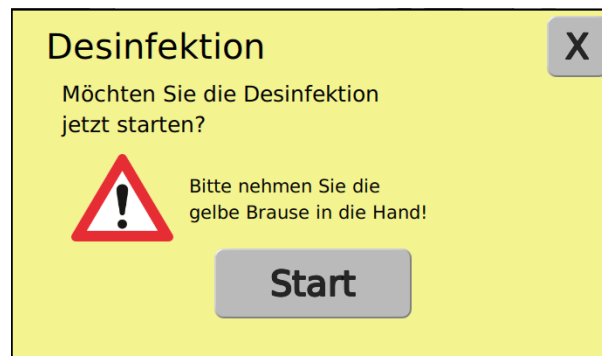 Desinfektion
X
Möchten Sie die Desinfektion
jetzt starten?
Bitte nehmen Sie die
gelbe Brause in die Hand!
Start